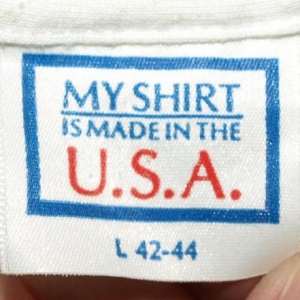 MY SHIRT
IS MADE IN THE
U.S.A.
L 42-44